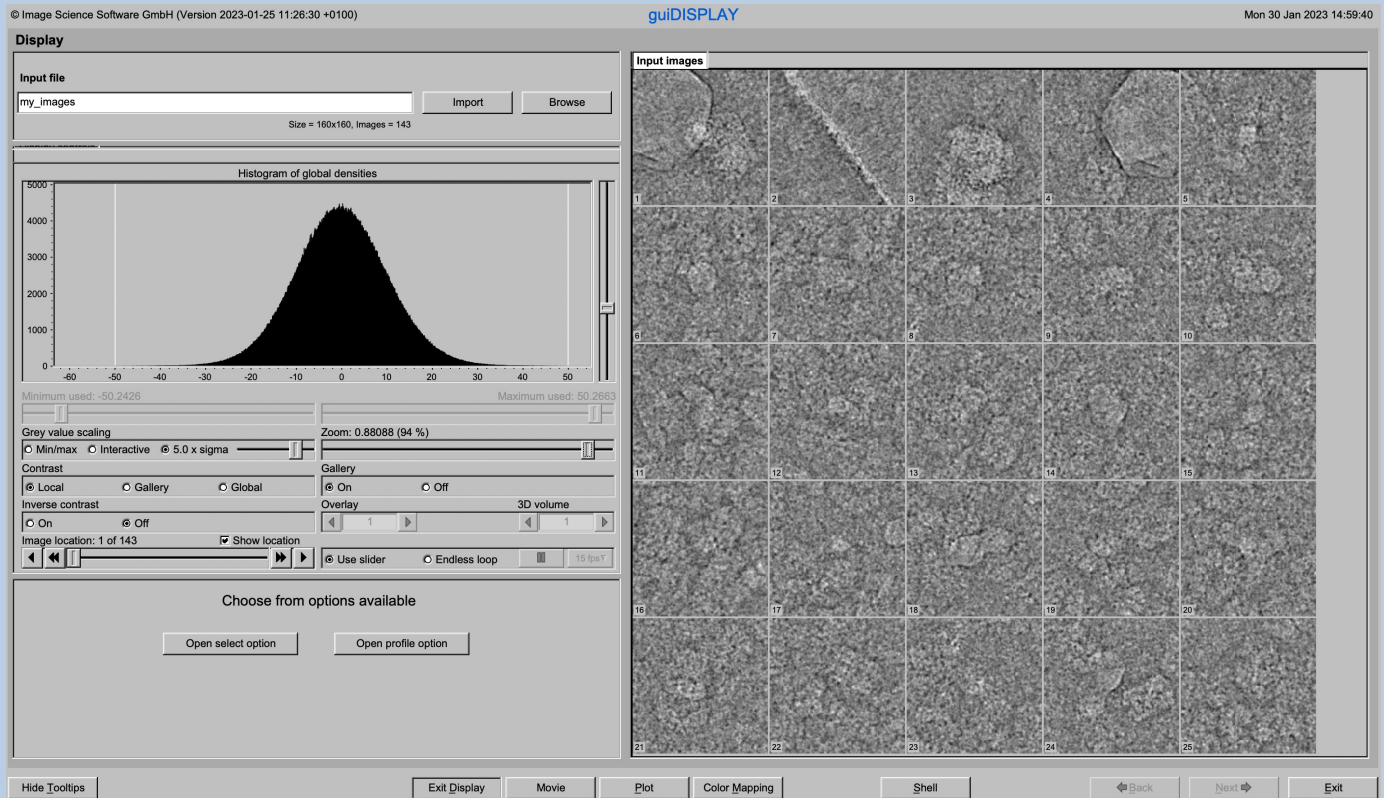 © Image Science Software GmbH (Version 2023-01-25 11:26:30 +0100)
guiDISPLAY
Mon 30 Jan 2023 14:59:40
Display
Input file
my_images
Import
Browse
Size = 160x160, Images = 143
Histogram of global densities
5000
4000
3000
2000
1000
0
-60 -50 -40 -30 -20 -10 0 10 20 30 40 50
Minimum used: -50.2426
Maximum used: 50.2663
Grey value scaling
Min/max Interactive 5.0 x sigma
Zoom: 0.88088 (94 %)
Contrast
Local Gallery Global
Gallery
On Off
Inverse contrast
On Off
Overlay
1
3D volume
1
Image location: 1 of 143
Show location
Use slider Endless loop
15 fps
Choose from options available
Open select option
Open profile option
Input images
1 2 3 4 5
6 7 8 9 10
11 12 13 14 15
16 17 18 19 20
21 22 23 24 25
Hide Tooltips
Exit Display
Movie
Plot
Color Mapping
Shell
Back
Next
Exit